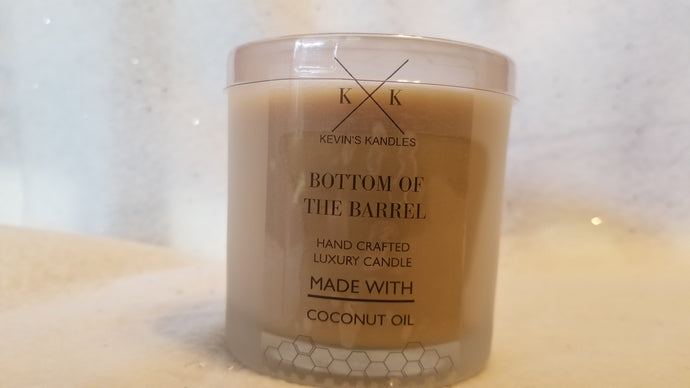 K K
KEVIN'S KANDLES
BOTTOM OF
THE BARREL
HAND CRAFTED
LUXURY CANDLE
MADE WITH
COCONUT OIL